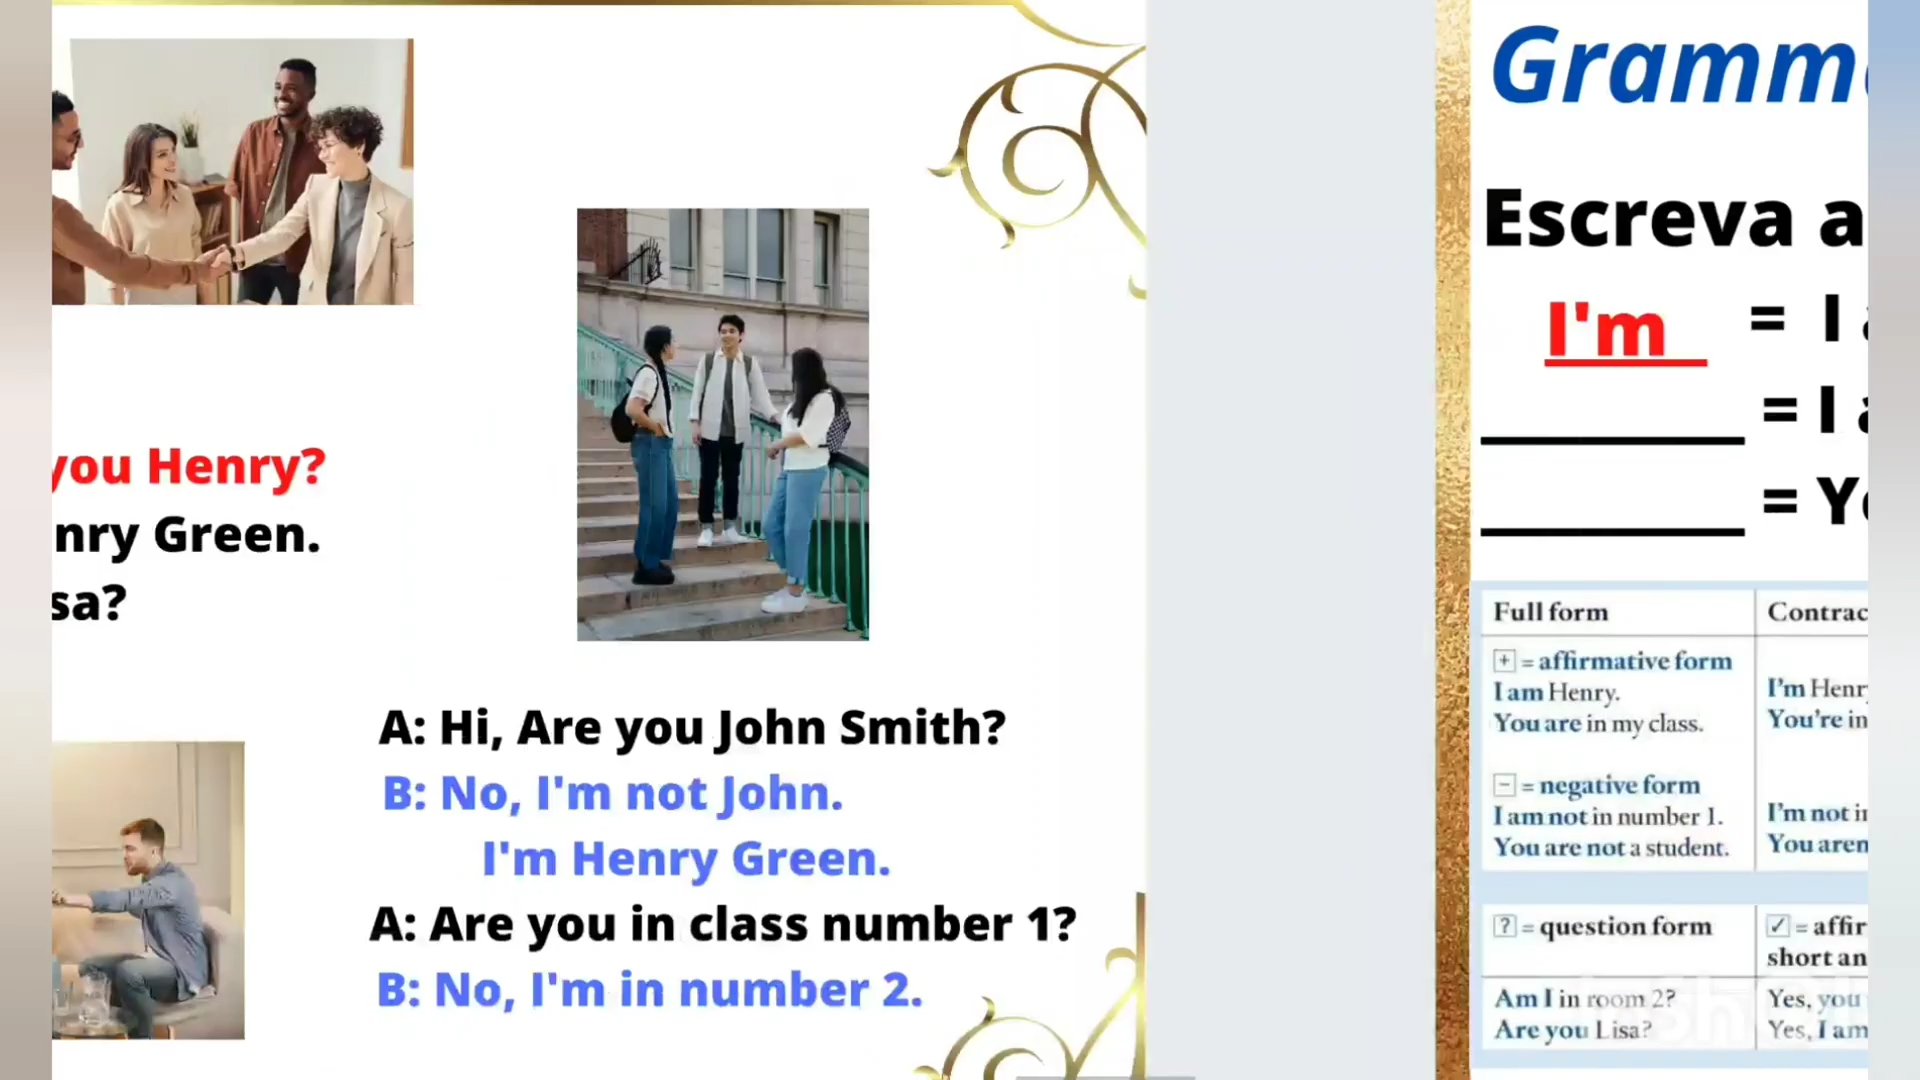 you Henry?
nry Green.
sa?
A: Hi, Are you John Smith?
B: No, I'm not John.
I'm Henry Green.
A: Are you in class number 1?
B: No, I'm in number 2.
Gramm
Escreva a
I'm = I a
= I a
= Yo
Full form
Contrac
+ = affirmative form
I am Henry.
I'm Henr
You are in my class.
You're in
− = negative form
I am not in number 1.
I'm not in
You are not a student.
You aren
? = question form
✓ = affir
short an
Am I in room 2?
Yes, you
Are you Lisa?
Yes, I am